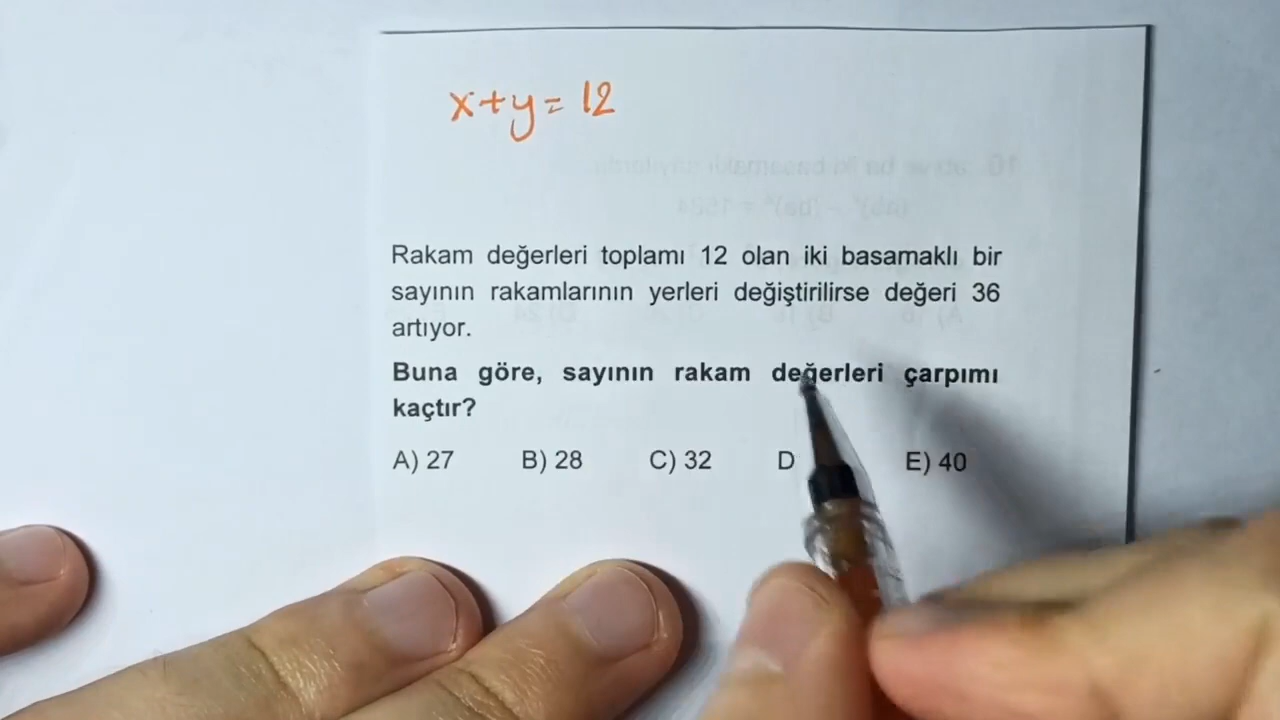 x+y=12
Rakam değerleri toplamı 12 olan iki basamaklı bir
sayının rakamlarının yerleri değiştirilirse değeri 36
artıyor.
Buna göre, sayının rakam değerleri çarpımı
kaçtır?
A) 27 B) 28 C) 32 D E) 40